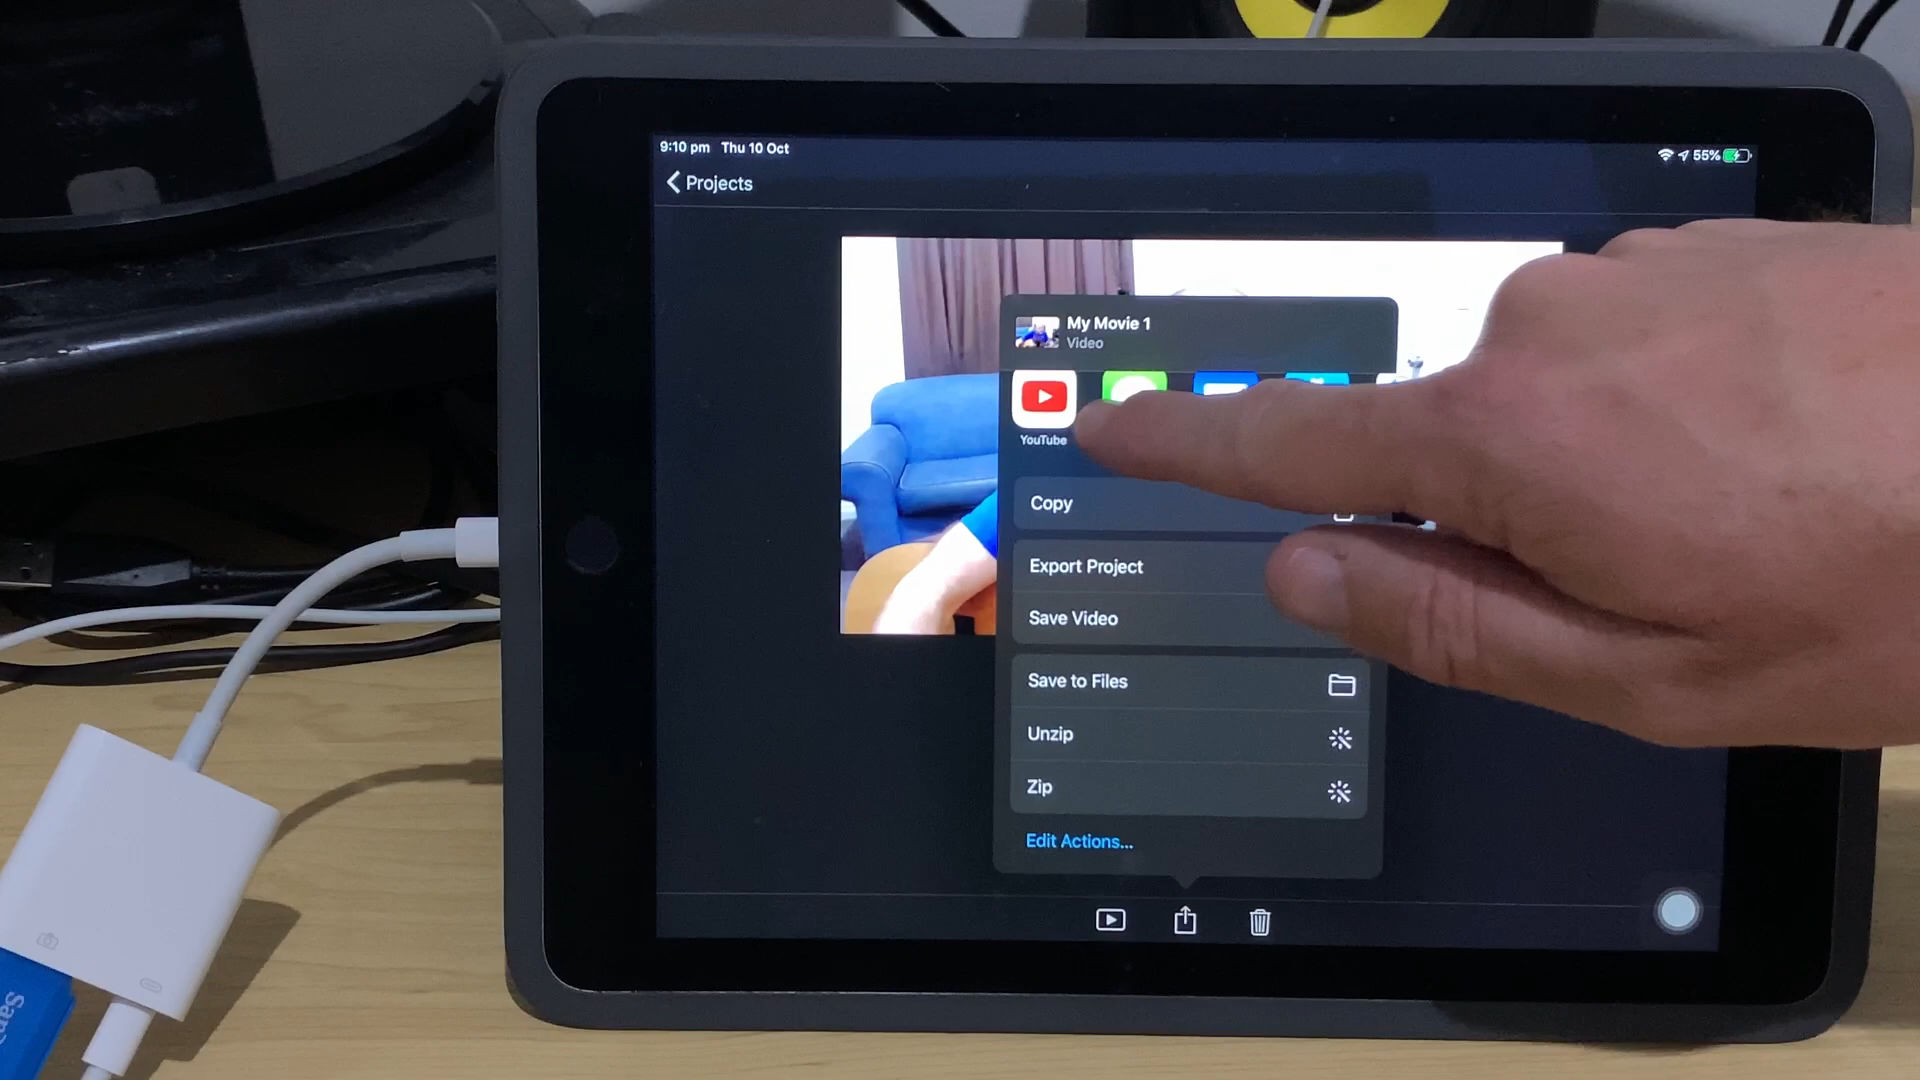 9:10 pm Thu 10 Oct
55%
Projects
My Movie 1
Video
YouTube
Copy
Export Project
Save Video
Save to Files
Unzip
Zip
Edit Actions...